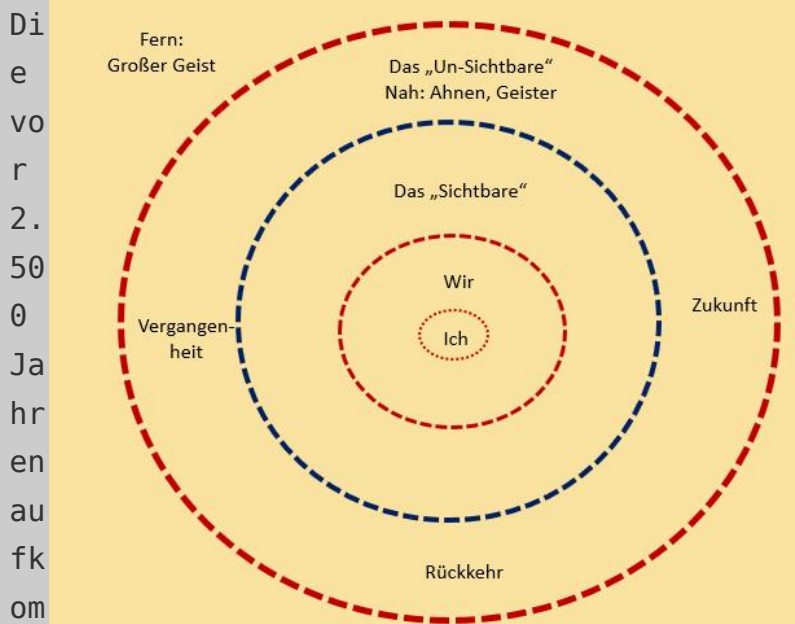 Di
e
vo
r
2.
50
0
Ja
hr
en
au
fk
om
Fern:
Großer Geist
Das „Un-Sichtbare“
Nah: Ahnen, Geister
Das „Sichtbare“
Wir
Ich
Vergangen-
heit
Zukunft
Rückkehr